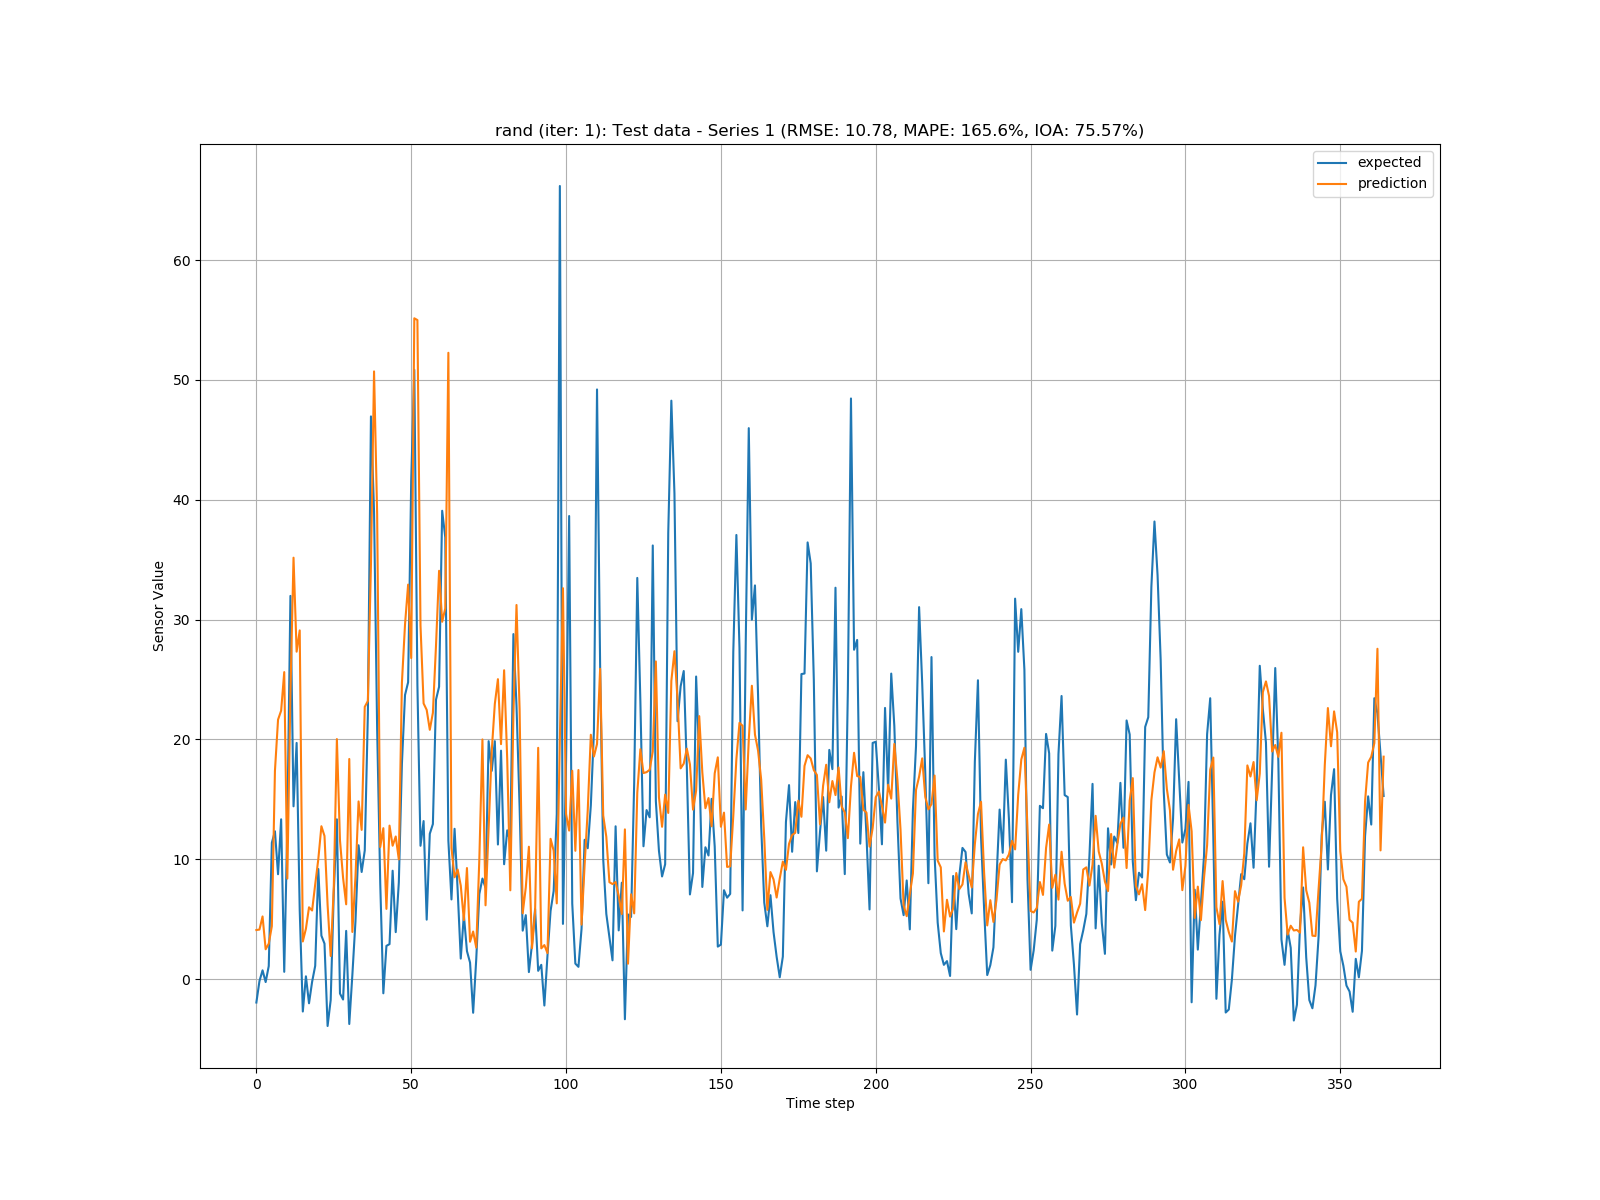 rand (iter: 1): Test data - Series 1 (RMSE: 10.78, MAPE: 165.6%, IOA: 75.57%)
expected
prediction
60
50
40
30
20
10
0
Sensor Value
0 50 100 150 200 250 300 350
Time step